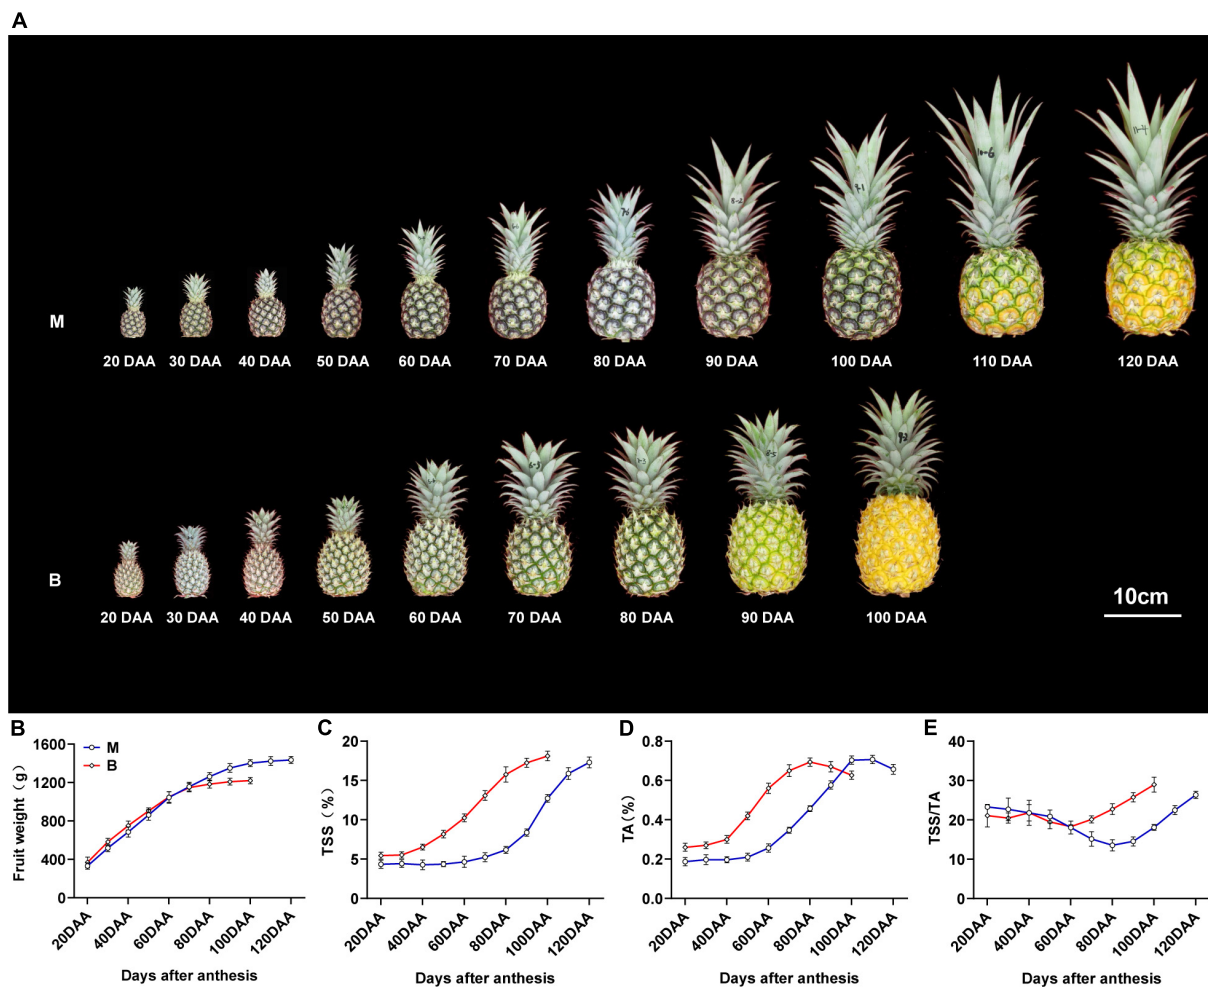 A
M
20 DAA 30 DAA 40 DAA 50 DAA 60 DAA 70 DAA 80 DAA 90 DAA 100 DAA 110 DAA 120 DAA
B
20 DAA 30 DAA 40 DAA 50 DAA 60 DAA 70 DAA 80 DAA 90 DAA 100 DAA
10cm
B
Fruit weight（g）
1600
1200
800
400
0
M
B
20DAA 40DAA 60DAA 80DAA 100DAA 120DAA
Days after anthesis
C
TSS（%）
20
15
10
5
0
20DAA 40DAA 60DAA 80DAA 100DAA 120DAA
Days after anthesis
D
TA(%)
0.8
0.6
0.4
0.2
0.0
20DAA 40DAA 60DAA 80DAA 100DAA 120DAA
Days after anthesis
E
TSS/TA
40
30
20
10
0
20DAA 40DAA 60DAA 80DAA 100DAA 120DAA
Days after anthesis